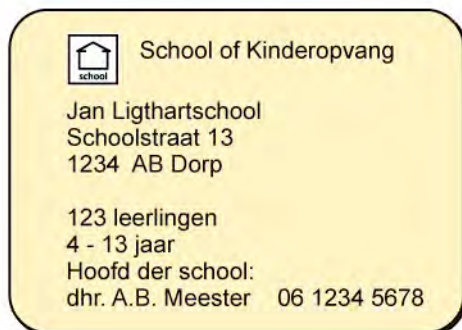 School of Kinderopvang
school
Jan Ligthartschool
Schoolstraat 13
1234 AB Dorp
123 leerlingen
4 - 13 jaar
Hoofd der school:
dhr. A.B. Meester 06 1234 5678